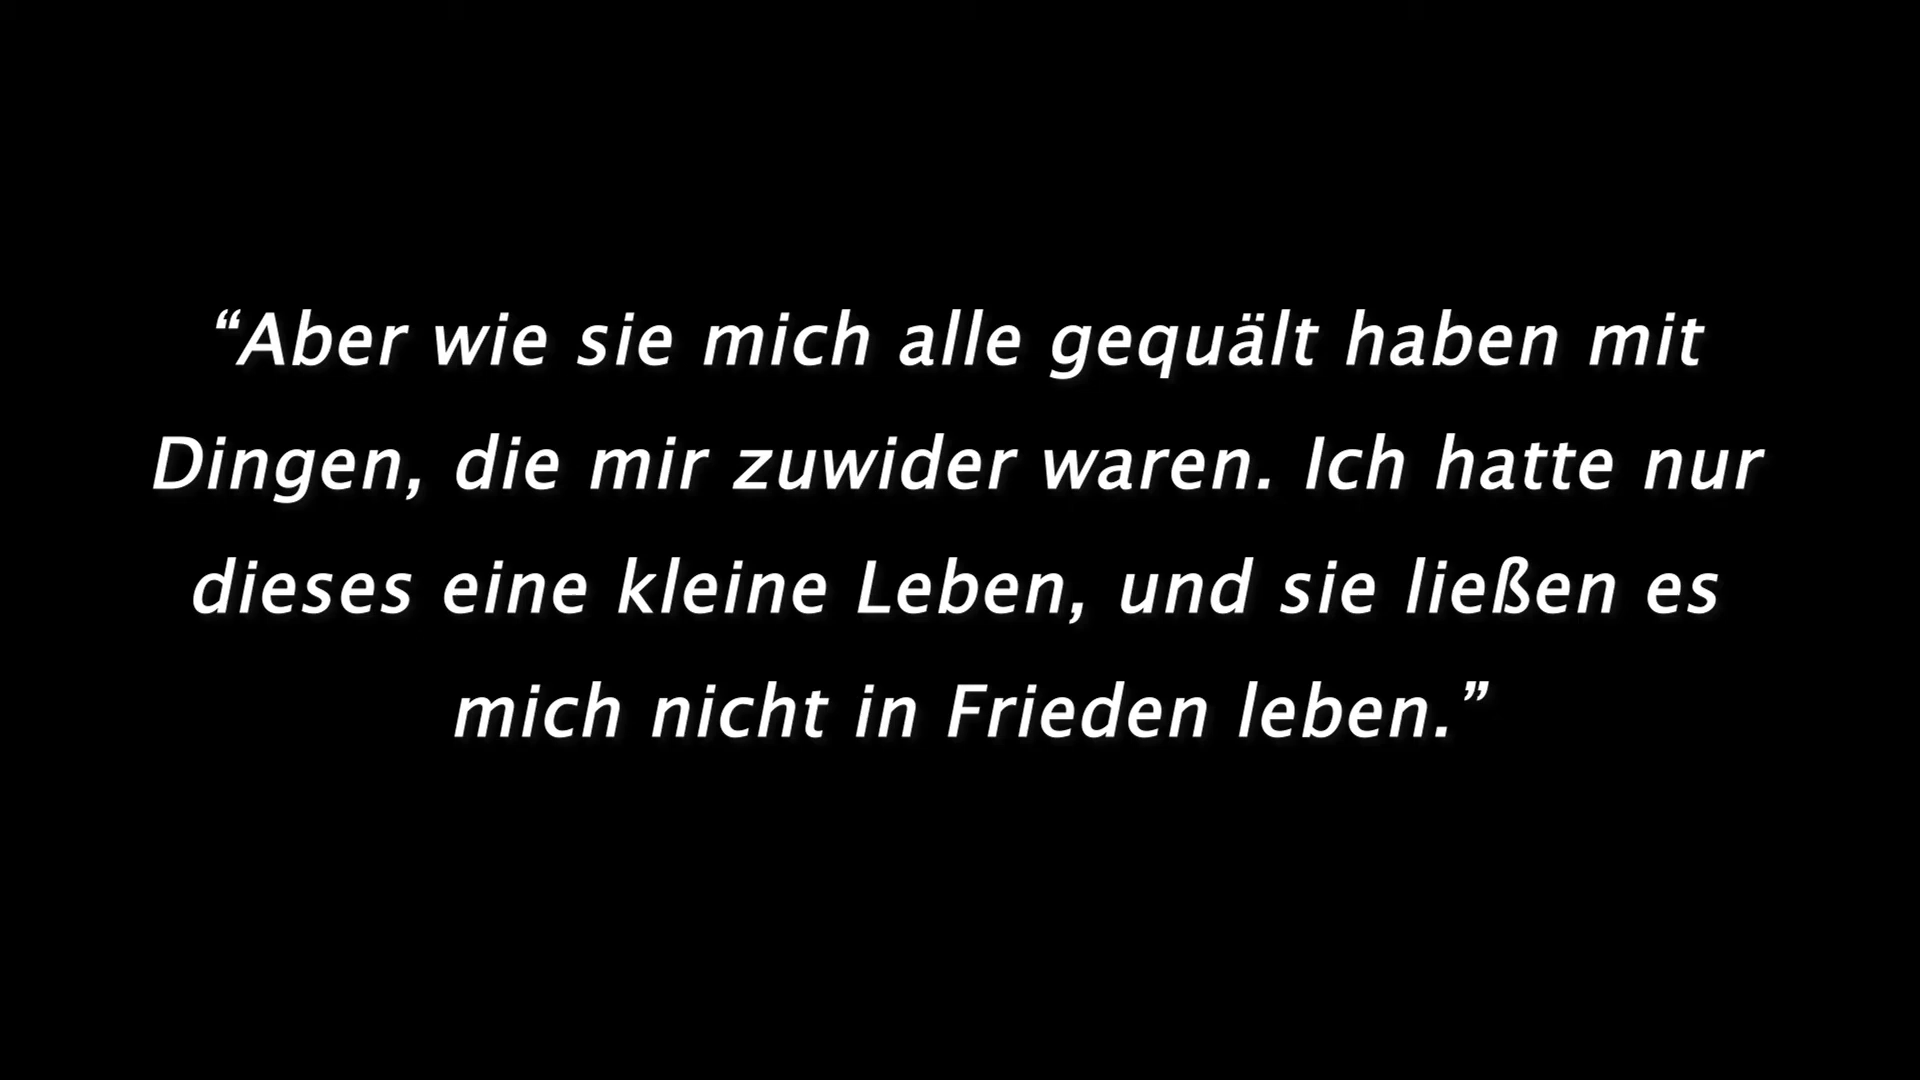 “Aber wie sie mich alle gequält haben mit
Dingen, die mir zuwider waren. Ich hatte nur
dieses eine kleine Leben, und sie ließen es
mich nicht in Frieden leben.”